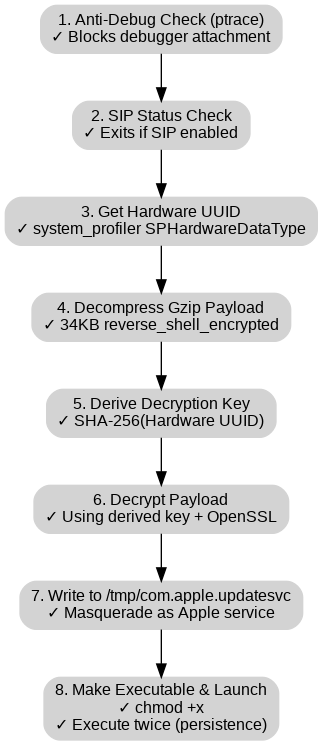 1. Anti-Debug Check (ptrace)
✓ Blocks debugger attachment
2. SIP Status Check
✓ Exits if SIP enabled
3. Get Hardware UUID
✓ system_profiler SPHardwareDataType
4. Decompress Gzip Payload
✓ 34KB reverse_shell_encrypted
5. Derive Decryption Key
✓ SHA-256(Hardware UUID)
6. Decrypt Payload
✓ Using derived key + OpenSSL
7. Write to /tmp/com.apple.updatesvc
✓ Masquerade as Apple service
8. Make Executable & Launch
✓ chmod +x
✓ Execute twice (persistence)